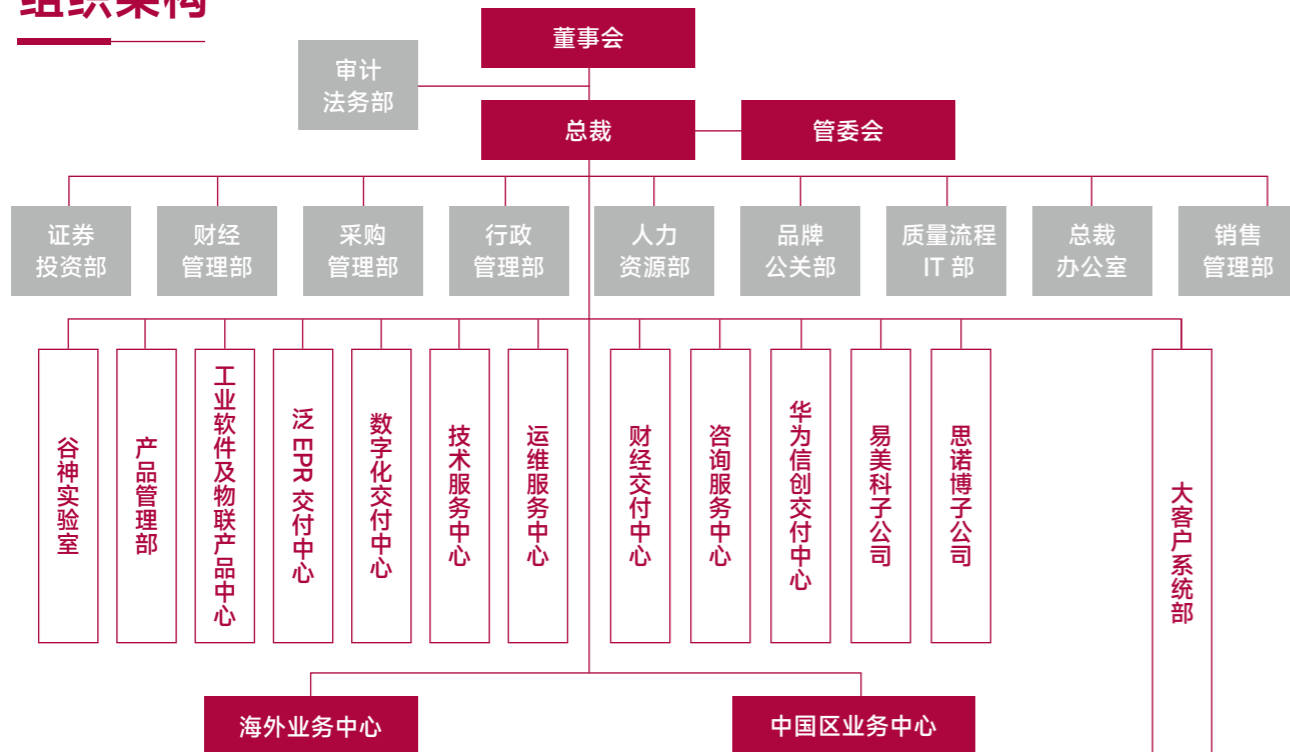 组织架构
董事会
审计
法务部
总裁
管委会
证券
投资部
财经
管理部
采购
管理部
行政
管理部
人力
资源部
品牌
公关部
质量流程
IT 部
总裁
办公室
销售
管理部
谷神实验室
产品管理部
工业软件及物联产品中心
泛 EPR 交付中心
数字化交付中心
技术服务中心
运维服务中心
财经交付中心
咨询服务中心
华为信创交付中心
易美科子公司
思诺博子公司
大客户系统部
海外业务中心
中国区业务中心